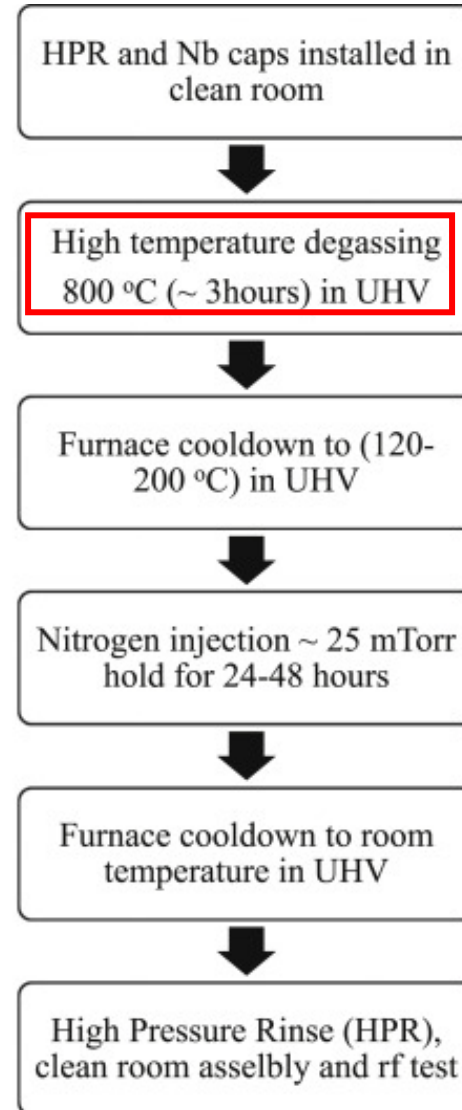 HPR and Nb caps installed in
clean room
High temperature degassing
800 °C (~ 3hours) in UHV
Furnace cooldown to (120-
200 °C) in UHV
Nitrogen injection ~ 25 mTorr
hold for 24-48 hours
Furnace cooldown to room
temperature in UHV
High Pressure Rinse (HPR),
clean room asselbly and rf test